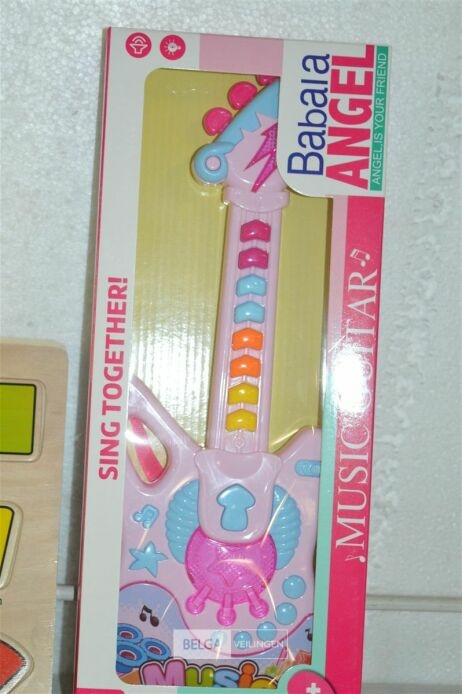 Babala
ANGEL
ANGEL.IS YOUR FRIEND
MUSIC GUITAR
SING TOGETHER!
BELGA VEILINGEN
Music